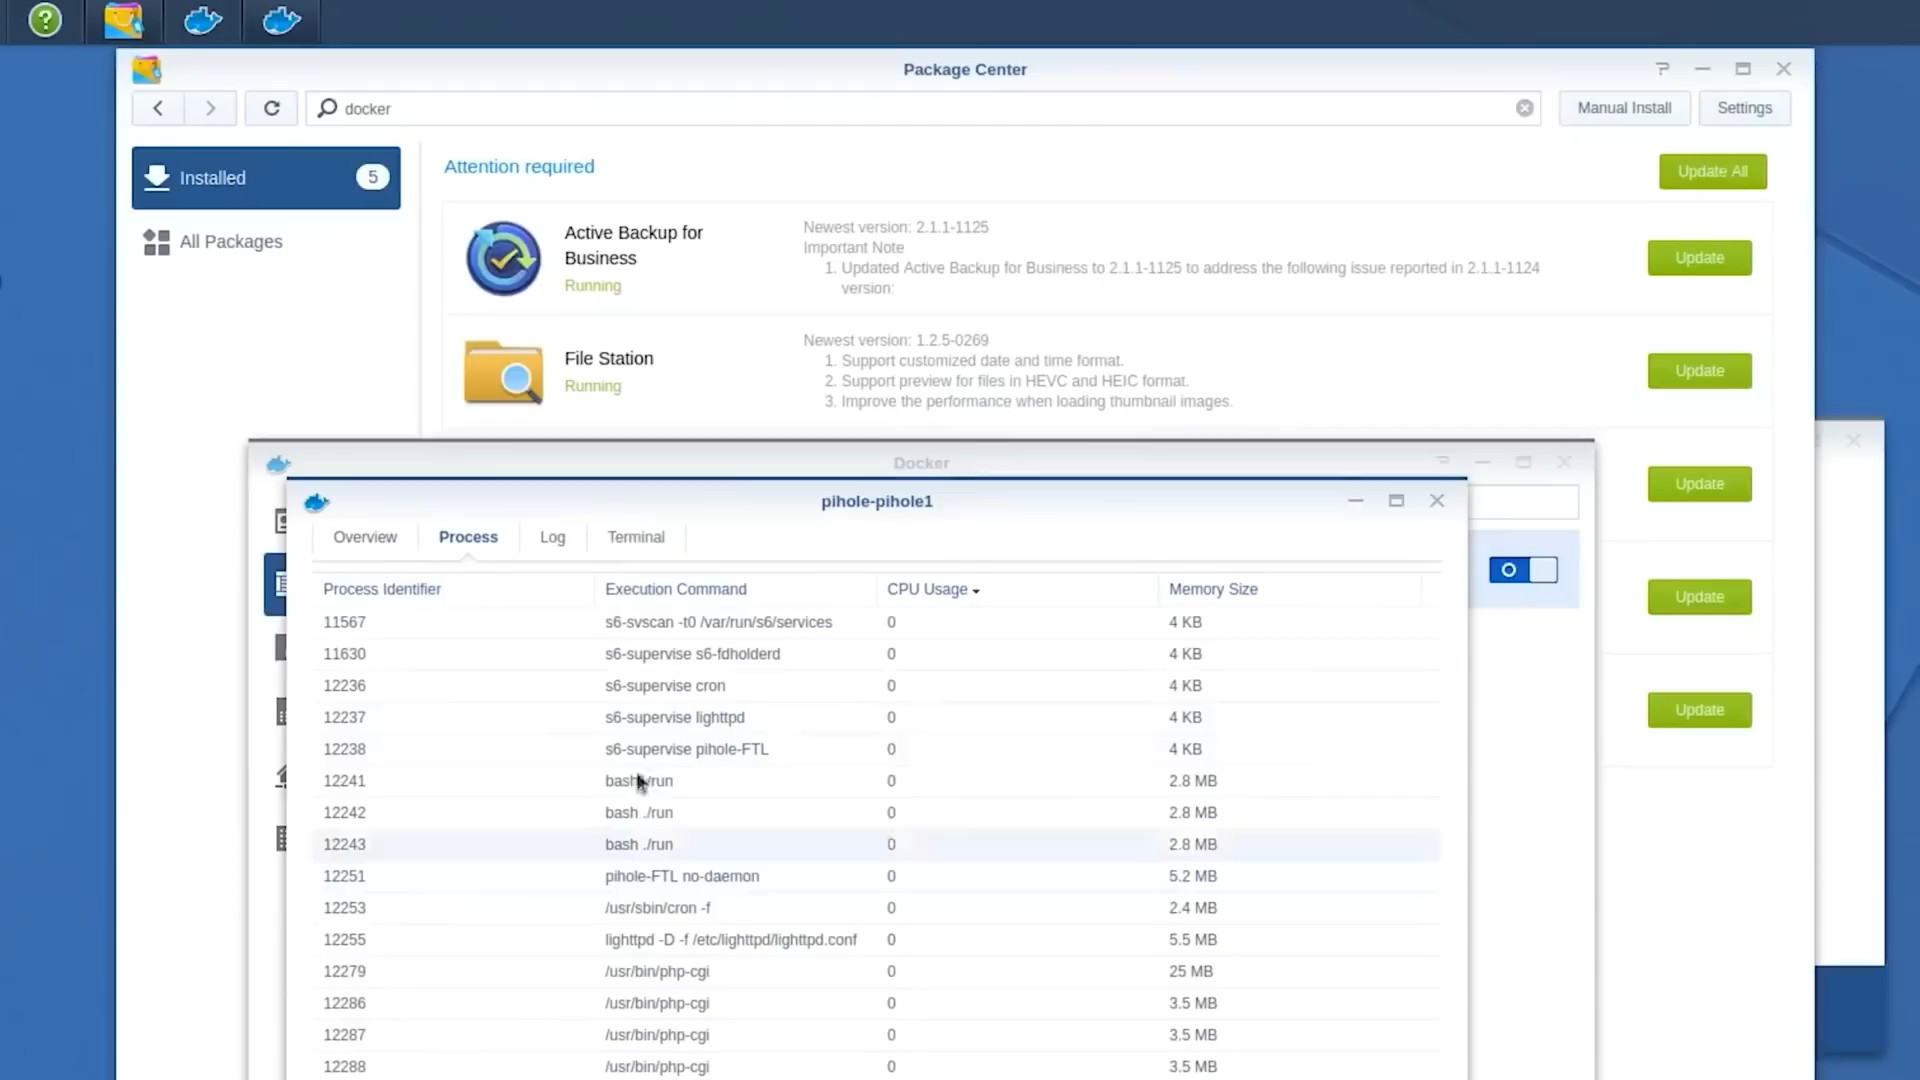 Package Center
docker
Manual Install
Settings
Installed
5
All Packages
Attention required
Update All
Active Backup for
Business
Running
Newest version: 2.1.1-1125
Important Note
1. Updated Active Backup for Business to 2.1.1-1125 to address the following issue reported in 2.1.1-1124
version:
Update
File Station
Running
Newest version: 1.2.5-0269
1. Support customized date and time format.
2. Support preview for files in HEVC and HEIC format.
3. Improve the performance when loading thumbnail images.
Update
Update
Update
Update
Docker
pihole-pihole1
Overview
Process
Log
Terminal
Process Identifier Execution Command CPU Usage Memory Size
11567 s6-svscan -t0 /var/run/s6/services 0 4 KB
11630 s6-supervise s6-fdholderd 0 4 KB
12236 s6-supervise cron 0 4 KB
12237 s6-supervise lighttpd 0 4 KB
12238 s6-supervise pihole-FTL 0 4 KB
12241 bash ./run 0 2.8 MB
12242 bash ./run 0 2.8 MB
12243 bash ./run 0 2.8 MB
12251 pihole-FTL no-daemon 0 5.2 MB
12253 /usr/sbin/cron -f 0 2.4 MB
12255 lighttpd -D -f /etc/lighttpd/lighttpd.conf 0 5.5 MB
12279 /usr/bin/php-cgi 0 25 MB
12286 /usr/bin/php-cgi 0 3.5 MB
12287 /usr/bin/php-cgi 0 3.5 MB
12288 /usr/bin/php-cgi 0 3.5 MB